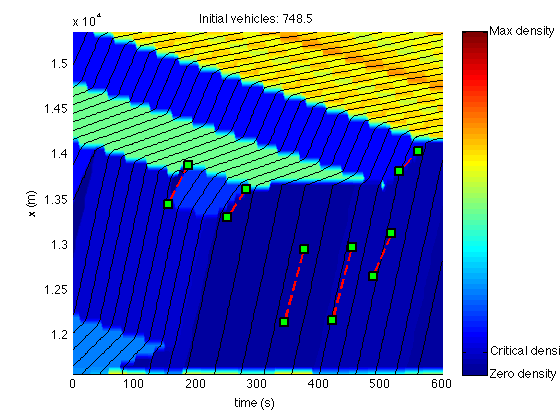 Initial vehicles: 748.5
x 10^4
Max density
1.5
1.45
1.4
1.35
x (m)
1.3
1.25
1.2
Critical densi
Zero density
0
100
200
300
400
500
600
time (s)